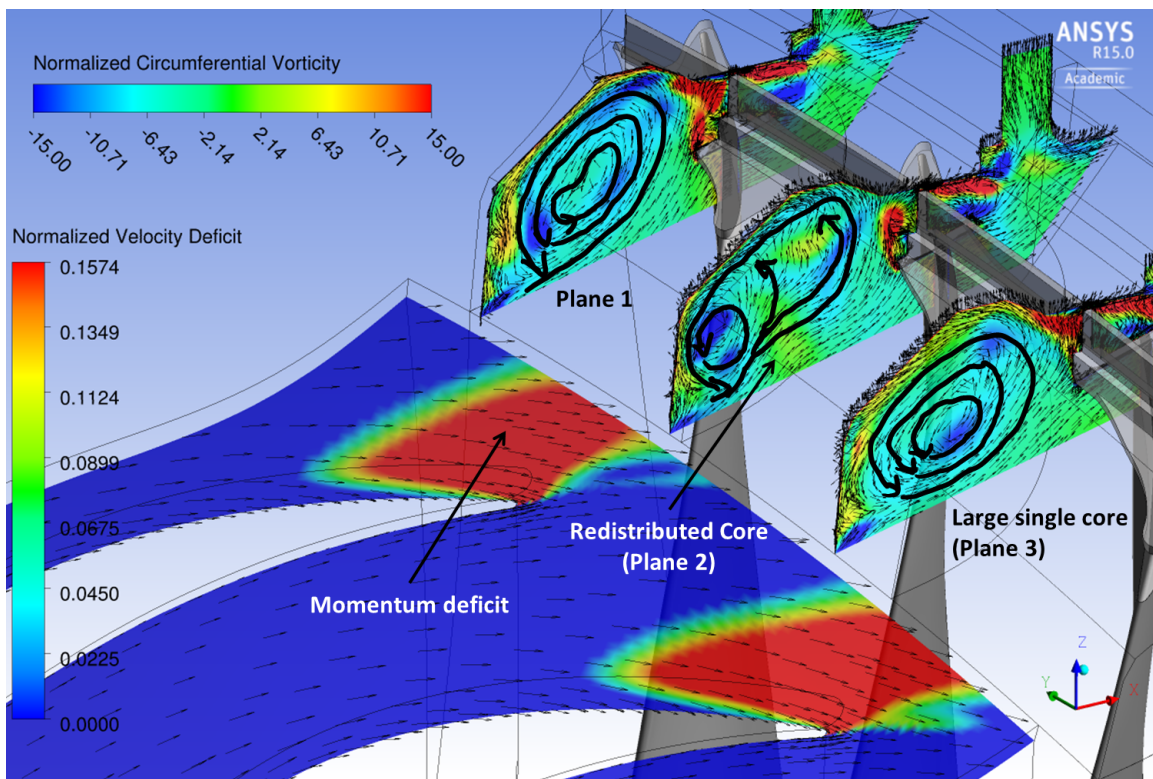 Normalized Circumferential Vorticity
-15.00 -10.71 -6.43 -2.14 2.14 6.43 10.71 15.00
ANSYS
R15.0
Academic
Normalized Velocity Deficit
0.1574
0.1349
0.1124
0.0899
0.0675
0.0450
0.0225
0.0000
Plane 1
Redistributed Core
(Plane 2)
Large single core
(Plane 3)
Momentum deficit
Z
Y
X